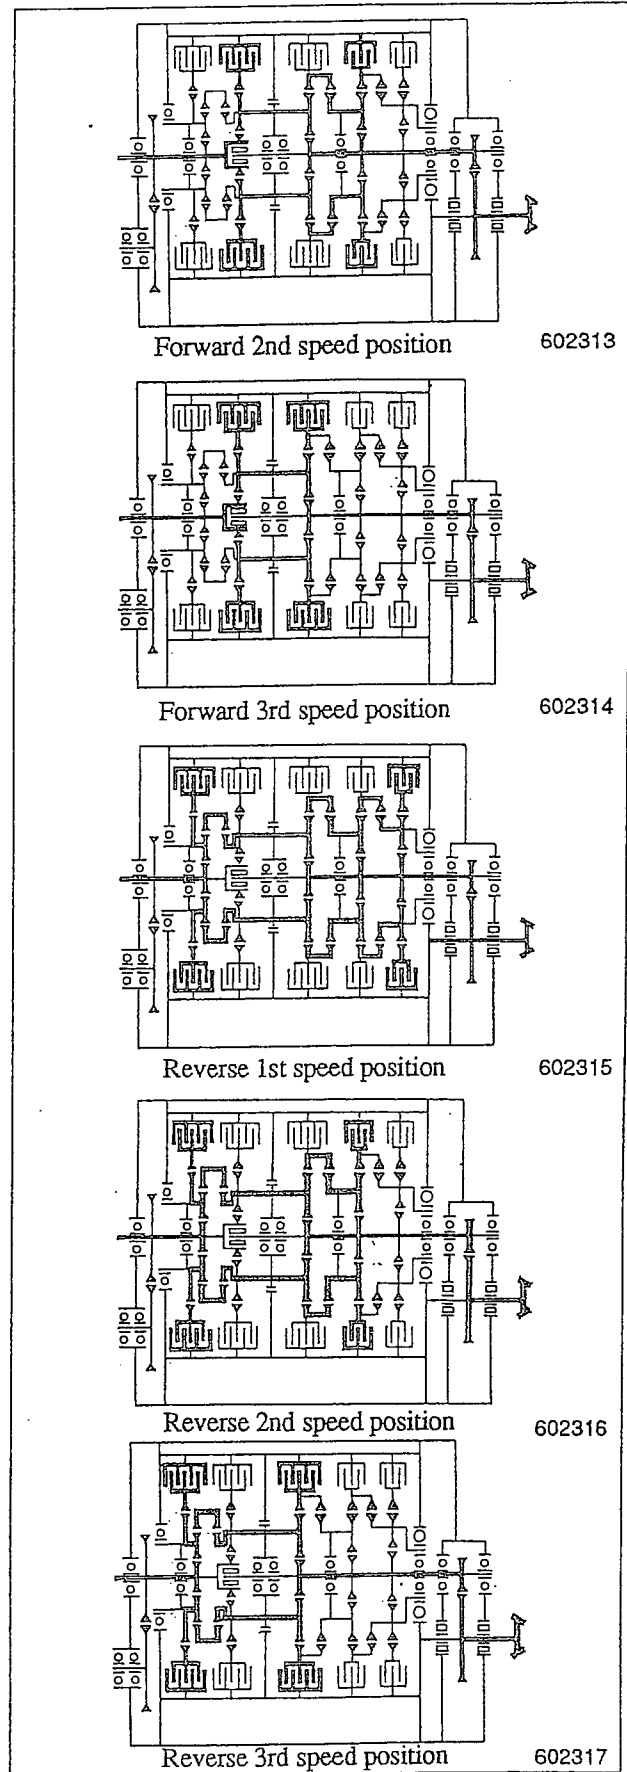 Forward 2nd speed position 602313
Forward 3rd speed position 602314
Reverse 1st speed position 602315
Reverse 2nd speed position 602316
Reverse 3rd speed position 602317